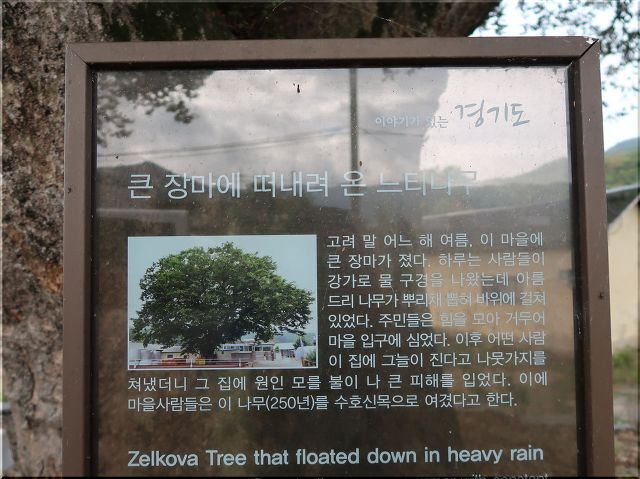 이야기가 있는 경기도
큰 장마에 떠내려 온 느티나무
고려 말 어느 해 여름, 이 마을에
큰 장마가 졌다. 하루는 사람들이
강가로 물 구경을 나왔는데 아름
드리 나무가 뿌리째 뽑혀 바위에 걸쳐
있었다. 주민들은 힘을 모아 거두어
마을 입구에 심었다. 이후 어떤 사람
이 집에 그늘이 진다고 나뭇가지를
쳐냈더니 그 집에 원인 모를 불이 나 큰 피해를 입었다. 이에
마을사람들은 이 나무(250년)를 수호신목으로 여겼다고 한다.
Zelkova Tree that floated down in heavy rain
with constant